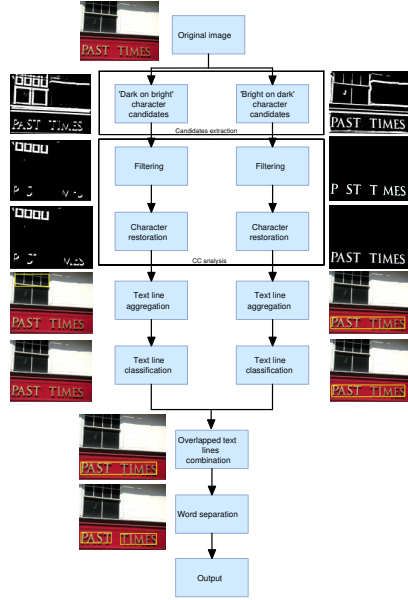 Original image
PAST TIMES
'Dark on bright'
character
candidates
'Bright on dark'
character
candidates
Candidates extraction
PAST TIMES
PAST TIMES
Filtering
Filtering
P ST T MES
Character
restoration
Character
restoration
CC analysis
PAST TIMES
Text line
aggregation
Text line
aggregation
PAST TIMES
PAST TIMES
Text line
classification
Text line
classification
PAST TIMES
PAST TIMES
Overlapped text
lines
combination
PAST TIMES
Word separation
PAST TIMES
Output